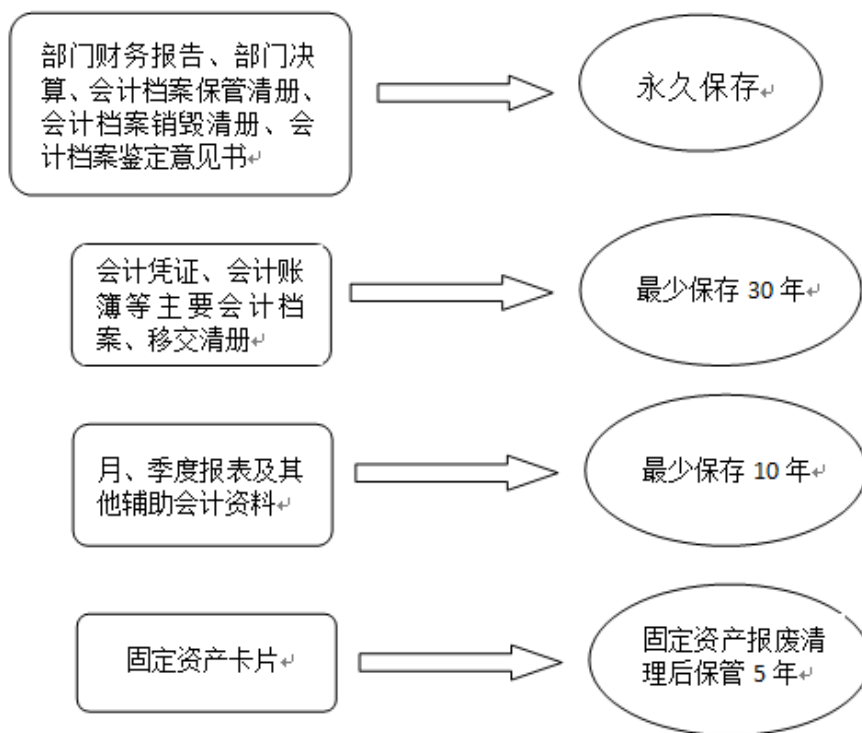 部门财务报告、部门决
算、会计档案保管清册、
会计档案销毁清册、会
计档案鉴定意见书
永久保存
会计凭证、会计账
簿等主要会计档
案、移交清册
最少保存 30 年
月、季度报表及其
他辅助会计资料
最少保存 10 年
固定资产卡片
固定资产报废清
理后保管 5 年